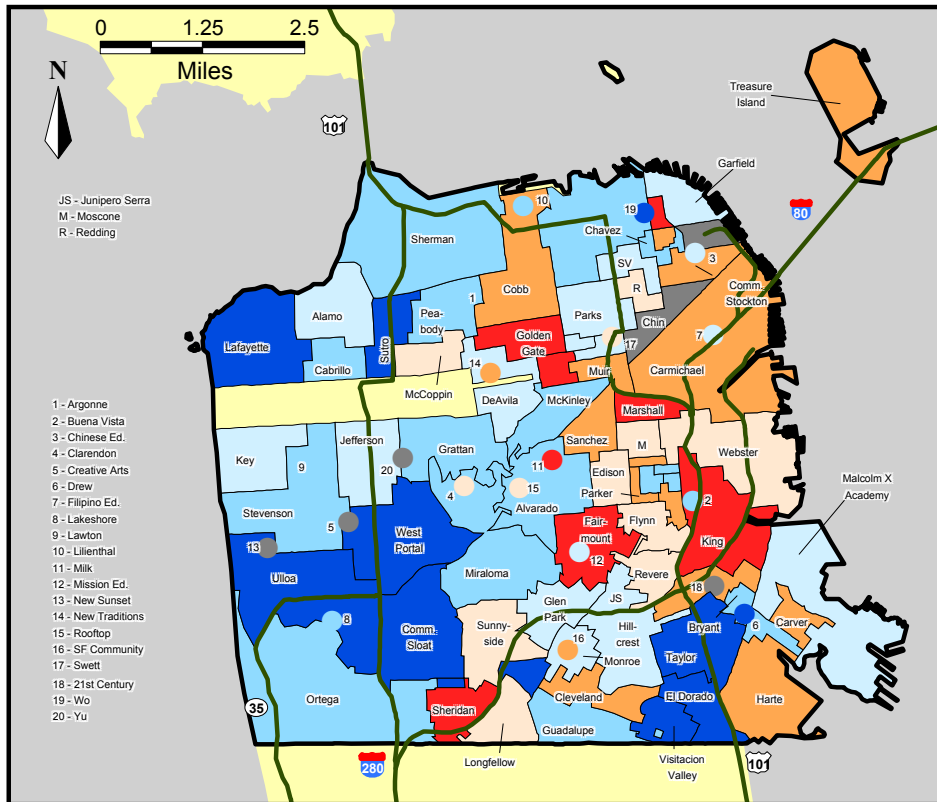 0 1.25 2.5
Miles
N
101
Treasure
Island
Garfield
80
JS - Junipero Serra
M - Moscone
R - Redding
10
19
Chavez
Sherman
SV
3
Comm.
Stockton
Cobb
1
Pea-
body
R
Alamo
Parks
Chin
Lafayette
Sutro
Golden
Gate
17
7
Cabrillo
14
Muir
Carmichael
McCoppin
DeAvila
McKinley
Marshall
1 - Argonne
2 - Buena Vista
3 - Chinese Ed.
4 - Clarendon
5 - Creative Arts
6 - Drew
7 - Filipino Ed.
8 - Lakeshore
9 - Lawton
10 - Lilienthal
11 - Milk
12 - Mission Ed.
13 - New Sunset
14 - New Traditions
15 - Rooftop
16 - SF Community
17 - Swett
18 - 21st Century
19 - Wo
20 - Yu
Key
9
Jefferson
20
Grattan
Sanchez
M
Webster
11
Edison
Malcolm X
Academy
4
15
Parker
2
Stevenson
5
Alvarado
Flynn
West
Portal
Fair-
mount
King
13
12
Ulloa
Miraloma
Revere
18
Glen
Park
JS
8
Comm.
Sloat
Sunny-
side
Hill-
crest
Bryant
6
Carver
16
Monroe
Taylor
Ortega
Cleveland
El Dorado
Harte
35
Sheridan
Guadalupe
Longfellow
Visitacion
Valley
280
101